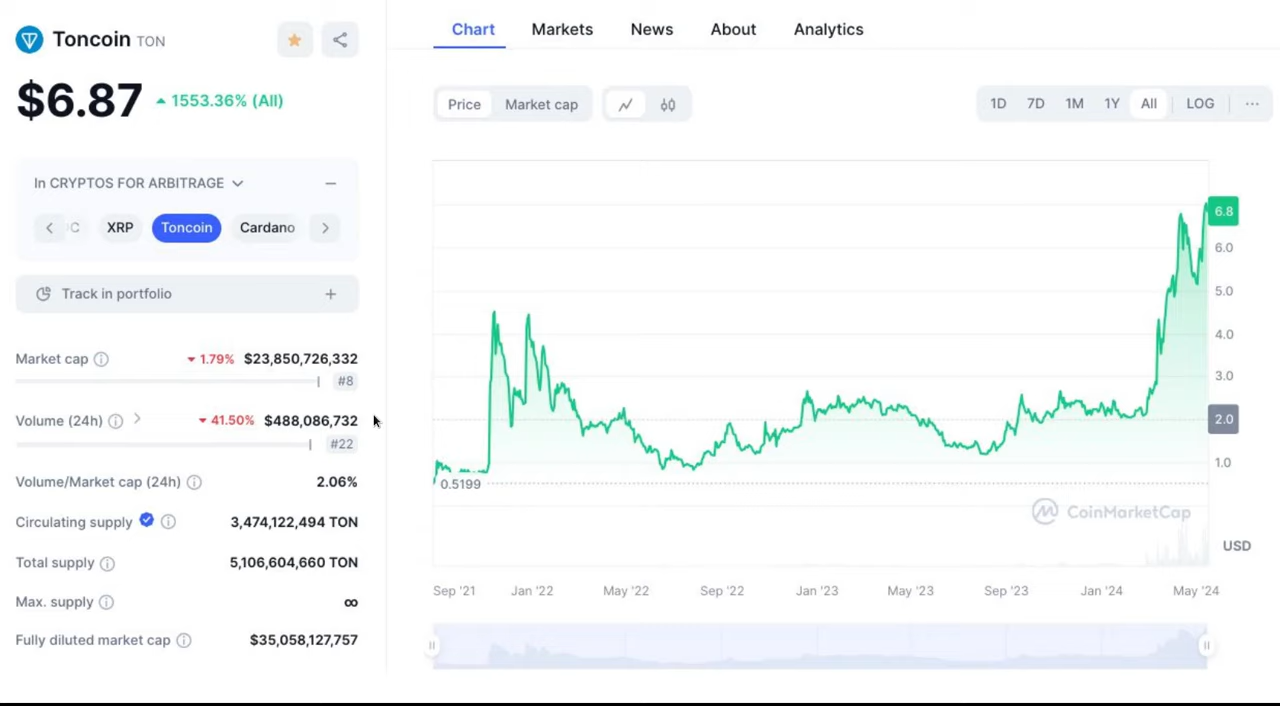 Toncoin TON
$6.87 1553.36% (All)
In CRYPTOS FOR ARBITRAGE
XRP Toncoin Cardano
Track in portfolio
Market cap 1.79% $23,850,726,332
#8
Volume (24h) 41.50% $488,086,732
#22
Volume/Market cap (24h) 2.06%
Circulating supply 3,474,122,494 TON
Total supply 5,106,604,660 TON
Max. supply ∞
Fully diluted market cap $35,058,127,757
Chart Markets News About Analytics
Price Market cap
1D 7D 1M 1Y All LOG
6.8
6.0
5.0
4.0
3.0
2.0
1.0
0.5199
CoinMarketCap
USD
Sep '21 Jan '22 May '22 Sep '22 Jan '23 May '23 Sep '23 Jan '24 May '24